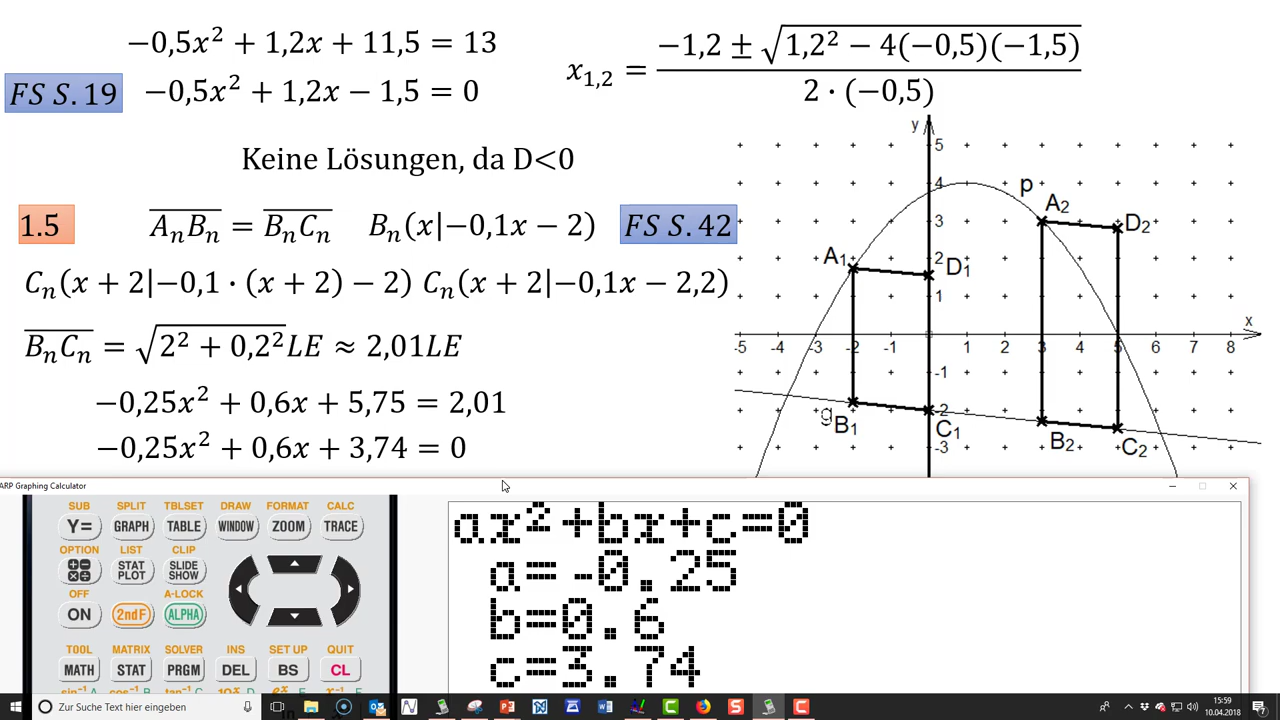 −0,5x² + 1,2x + 11,5 = 13
FS S. 19
−0,5x² + 1,2x − 1,5 = 0
x₁,₂ = (−1,2 ± √(1,2² − 4(−0,5)(−1,5))) / (2 · (−0,5))
Keine Lösungen, da D<0
1.5
AₙBₙ = BₙCₙ
Bₙ(x|−0,1x − 2)
FS S. 42
Cₙ(x + 2|−0,1 · (x + 2) − 2) Cₙ(x + 2|−0,1x − 2,2)
BₙCₙ = √(2² + 0,2²) LE ≈ 2,01LE
−0,25x² + 0,6x + 5,75 = 2,01
−0,25x² + 0,6x + 3,74 = 0
y
5
4
3
2
1
p
A₂
D₂
A₁
D₁
x
-5 -4 -3 -2 -1 1 2 3 4 5 6 7 8
-1
-2
-3
g
B₁
C₁
B₂
C₂
ARP Graphing Calculator
SUB SPLIT TBLSET DRAW FORMAT CALC
Y= GRAPH TABLE WINDOW ZOOM TRACE
OPTION LIST CLIP
STAT PLOT SLIDE SHOW
OFF A-LOCK
ON 2ndF ALPHA
TOOL MATRIX SOLVER INS SET UP QUIT
MATH STAT PRGM DEL BS CL
sin⁻¹ A cos⁻¹ B tan⁻¹ C
ax²+bx+c=0
a=-0.25
b=0.6
c=3.74
Zur Suche Text hier eingeben
15:59
10.04.2018